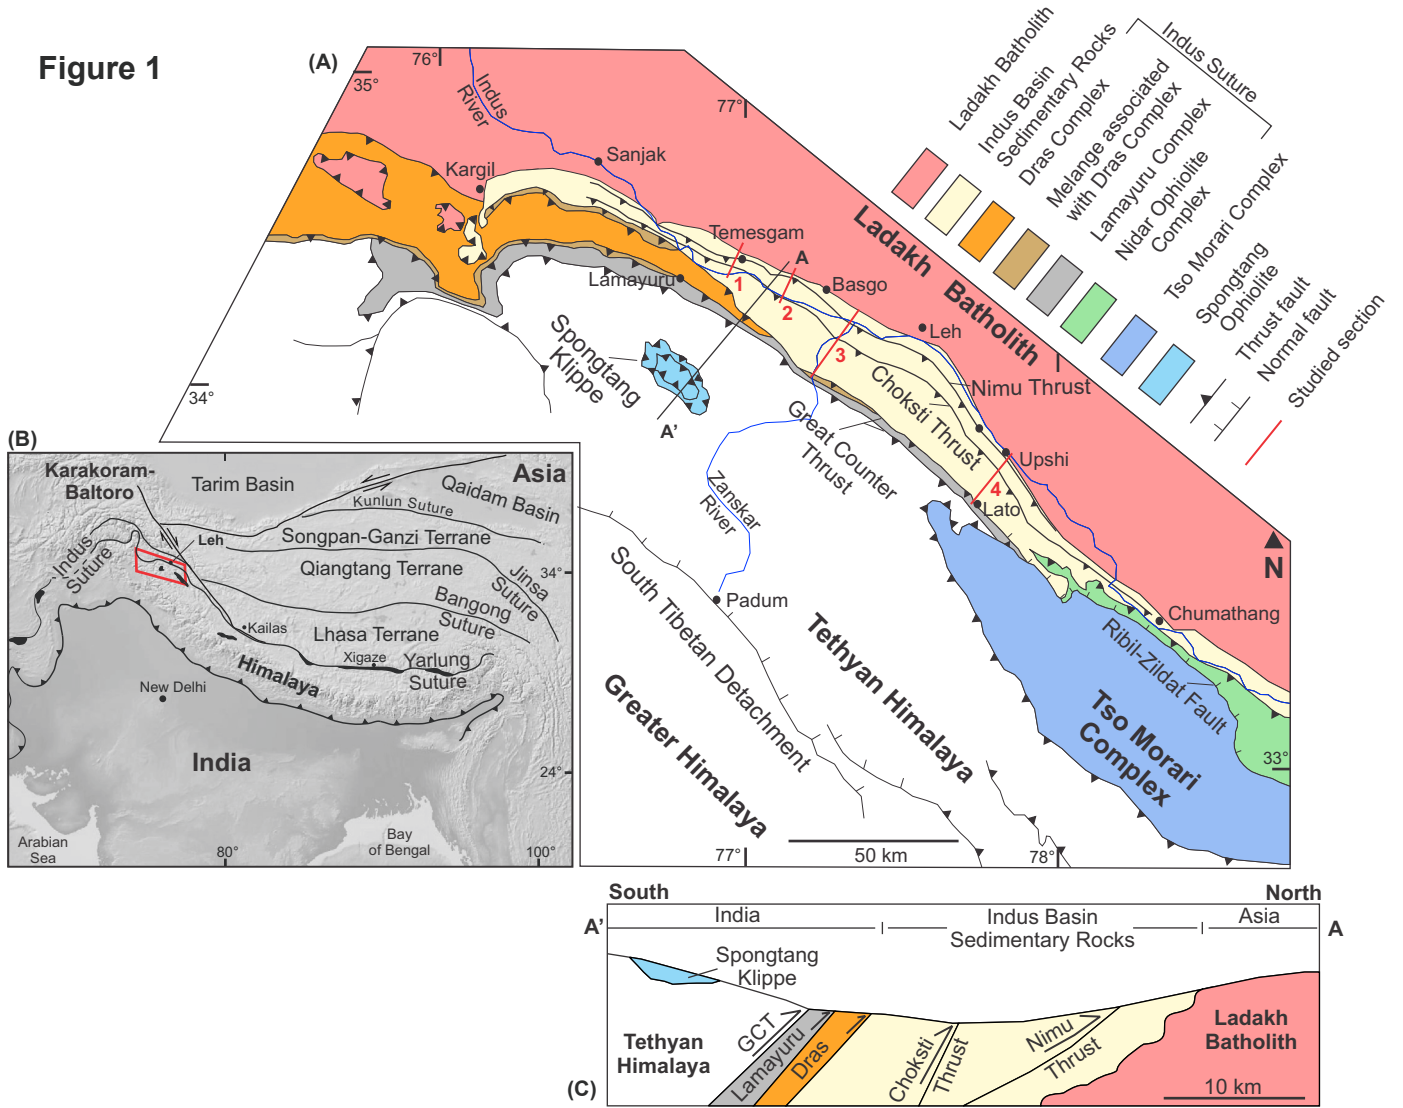 Figure 1
(A)
76°
35°
77°
Indus
River
Sanjak
Kargil
Temesgam
A
Lamayuru
1
2
3
Basgo
Leh
Ladakh Batholith
Nimu Thrust
Choksti Thrust
Great Counter
Thrust
Spongtang
Klippe
A'
34°
Upshi
4
Lato
Zanskar
River
Padum
N
Chumathang
Ribil-Zildat Fault
South Tibetan Detachment
Tethyan Himalaya
Greater Himalaya
Tso Morari
Complex
33°
77°
78°
50 km
Ladakh Batholith
Indus Basin
Sedimentary Rocks
Dras Complex
Melange associated
with Dras Complex
Lamayuru Complex
Nidar Ophiolite
Complex
Tso Morari Complex
Spongtang
Ophiolite
Thrust fault
Normal fault
Studied section
Indus Suture
(B)
Karakoram-
Baltoro
Tarim Basin
Asia
Qaidam Basin
Kunlun Suture
Indus
Suture
Leh
Songpan-Ganzi Terrane
Qiangtang Terrane
Jinsa
Suture
34°
Bangong
Suture
Kailas
Lhasa Terrane
Xigaze
Yarlung
Suture
Himalaya
New Delhi
India
24°
Arabian
Sea
Bay
of Bengal
80°
100°
South
North
A'
India
Indus Basin
Sedimentary Rocks
Asia
A
Spongtang
Klippe
Tethyan
Himalaya
GCT
Lamayuru
Dras
Choksti
Thrust
Nimu
Thrust
Ladakh
Batholith
10 km
(C)